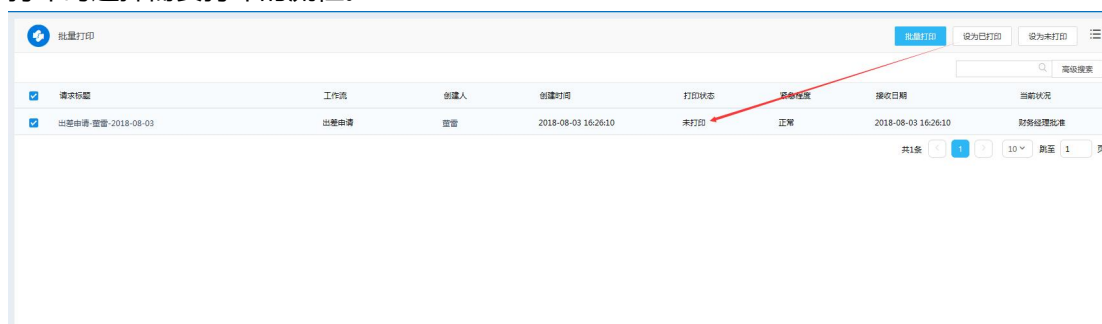 批量打印 批量打印 设为已打印 设为未打印
高级搜索
请求标题 工作流 创建人 创建时间 打印状态 紧急程度 接收日期 当前状况
出差申请-雷-2018-08-03 出差申请 雷 2018-08-03 16:26:10 未打印 正常 2018-08-03 16:26:10 财务经理批准
共1条 < 1 > 10 跳至 1 页